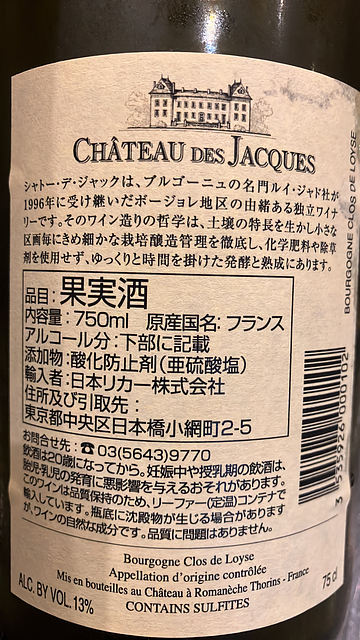 CHÂTEAU DES JACQUES
シャトー・デ・ジャックは、ブルゴーニュの名門ルイ・ジャド社が
1996年に受け継いだボージョレ地区の由緒ある独立ワイナ
リーです。そのワイン造りの哲学は、土壌の特長を生かし小さな
区画毎にきめ細かな栽培醸造管理を徹底し、化学肥料や除草
剤を使用せず、ゆっくりと時間を掛けた発酵と熟成にあります。
品目:果実酒
内容量:750ml 原産国名:フランス
アルコール分:下部に記載
添加物:酸化防止剤(亜硫酸塩)
輸入者:日本リカー株式会社
住所及び引取先:
東京都中央区日本橋小網町2-5
お問合せ先:☎03(5643)9770
飲酒は20歳になってから。妊娠中や授乳期の飲酒は、
胎児・乳児の発育に悪影響を与えるおそれがあります。
このワインは品質保持のため、リーファー(定温)コンテナで
輸入しています。瓶底に沈殿物が生じる場合があります
が、ワインの自然な成分です。品質に問題はありません。
Bourgogne Clos de Loyse
Appellation d'origine contrôlée
Mis en bouteilles au Château à Romanèche Thorins - France
ALC. BY VOL. 13%
CONTAINS SULFITES
75 cl
BOURGOGNE CLOS DE LOYSE
3 535926 000102